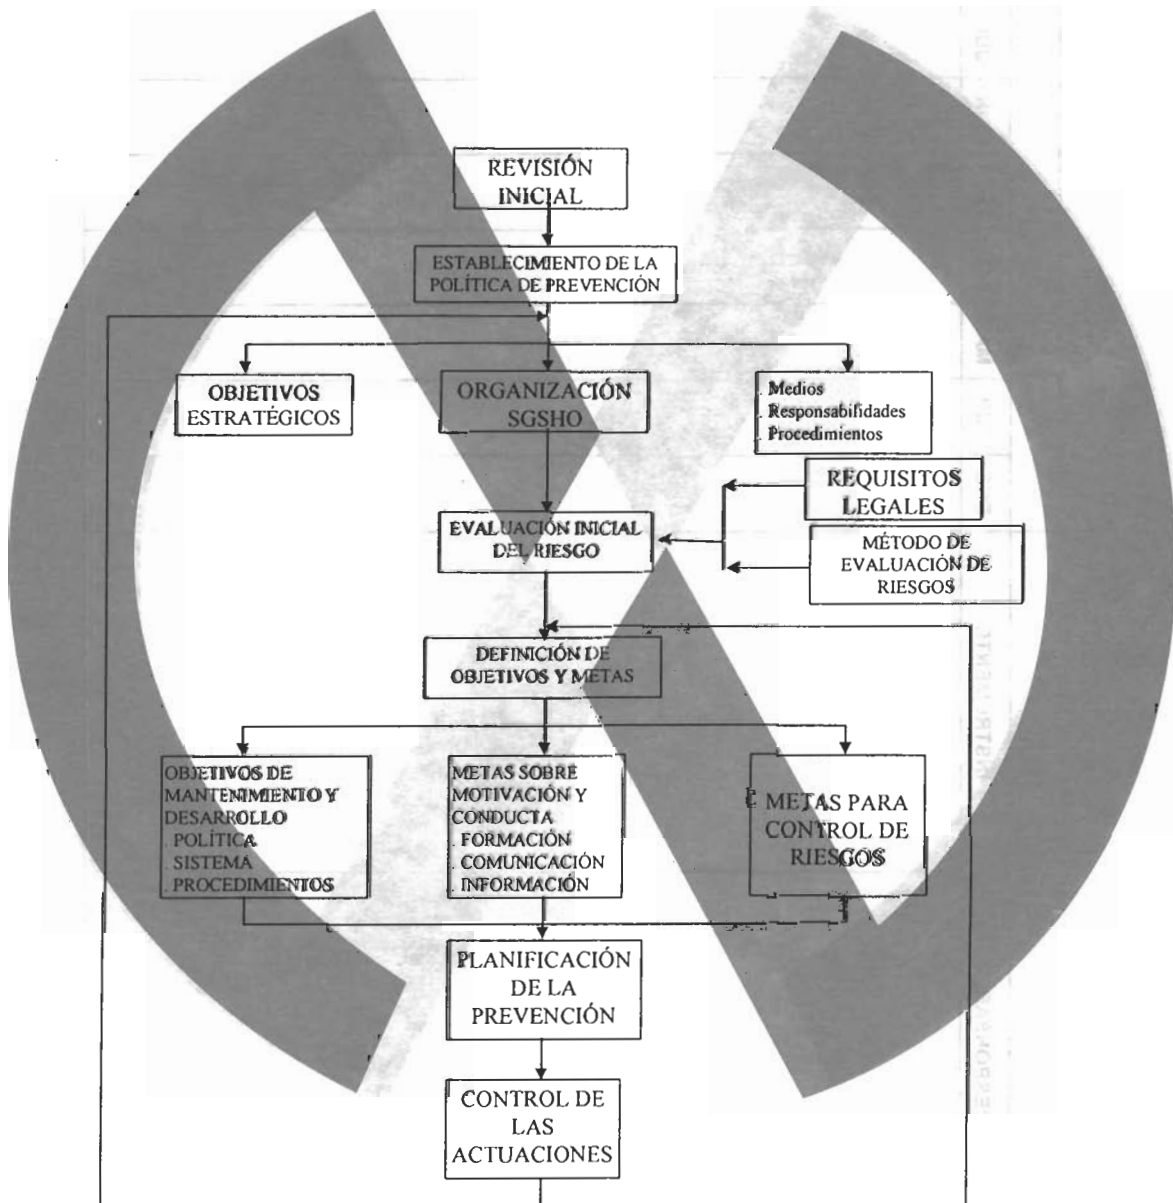 REVISIÓN
INICIAL
ESTABLECIMIENTO DE LA
POLÍTICA DE PREVENCIÓN
OBJETIVOS
ESTRATÉGICOS
ORGANIZACIÓN
SGSHO
. Medios
. Responsabilidades
. Procedimientos
REQUISITOS
LEGALES
EVALUACIÓN INICIAL
DEL RIESGO
MÉTODO DE
EVALUACIÓN DE
RIESGOS
DEFINICIÓN DE
OBJETIVOS Y METAS
OBJETIVOS DE
MANTENIMIENTO Y
DESARROLLO
. POLÍTICA
. SISTEMA
. PROCEDIMIENTOS
METAS SOBRE
MOTIVACIÓN Y
CONDUCTA
. FORMACIÓN
. COMUNICACIÓN
. INFORMACIÓN
METAS PARA
CONTROL DE
RIESGOS
PLANIFICACIÓN
DE LA
PREVENCIÓN
CONTROL DE
LAS
ACTUACIONES